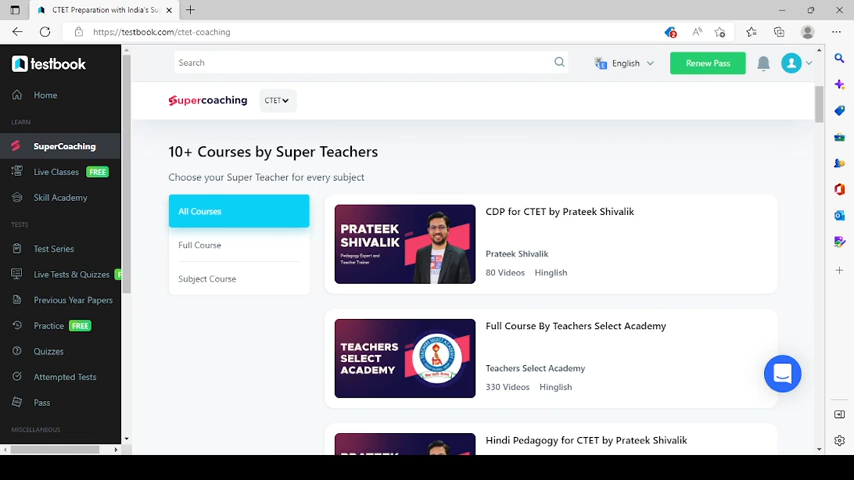 CTET Preparation with India's Su
https://testbook.com/ctet-coaching
testbook
Search
English
Renew Pass
Home
LEARN
SuperCoaching
Live Classes FREE
Skill Academy
TESTS
Test Series
Live Tests & Quizzes F
Previous Year Papers
Practice FREE
Quizzes
Attempted Tests
Pass
MISCELLANEOUS
Supercoaching
CTET
10+ Courses by Super Teachers
Choose your Super Teacher for every subject
All Courses
Full Course
Subject Course
PRATEEK
SHIVALIK
Pedagogy Expert and
Teacher Trainer
CDP for CTET by Prateek Shivalik
Prateek Shivalik
80 Videos Hinglish
TEACHERS
SELECT
ACADEMY
Full Course By Teachers Select Academy
Teachers Select Academy
330 Videos Hinglish
PRATEEK
Hindi Pedagogy for CTET by Prateek Shivalik